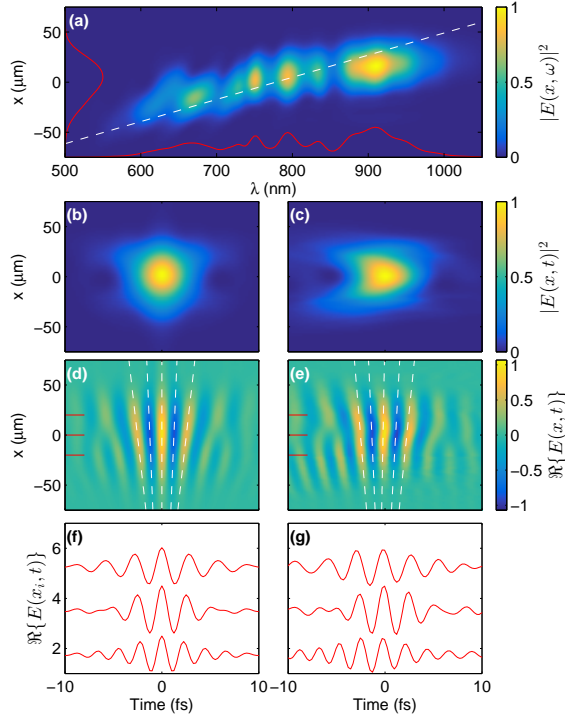 (a)
x (μm)
50
0
-50
500
600
700
800
900
1000
λ (nm)
1
0.5
0
|E(x, ω)|²
(b)
(c)
x (μm)
50
0
-50
1
0.5
0
|E(x, t)|²
(d)
(e)
x (μm)
50
0
-50
1
0.5
0
-0.5
-1
ℜ{E(x, t)}
(f)
(g)
ℜ{E(xᵢ, t)}
6
4
2
-10
0
10
-10
0
10
Time (fs)
Time (fs)